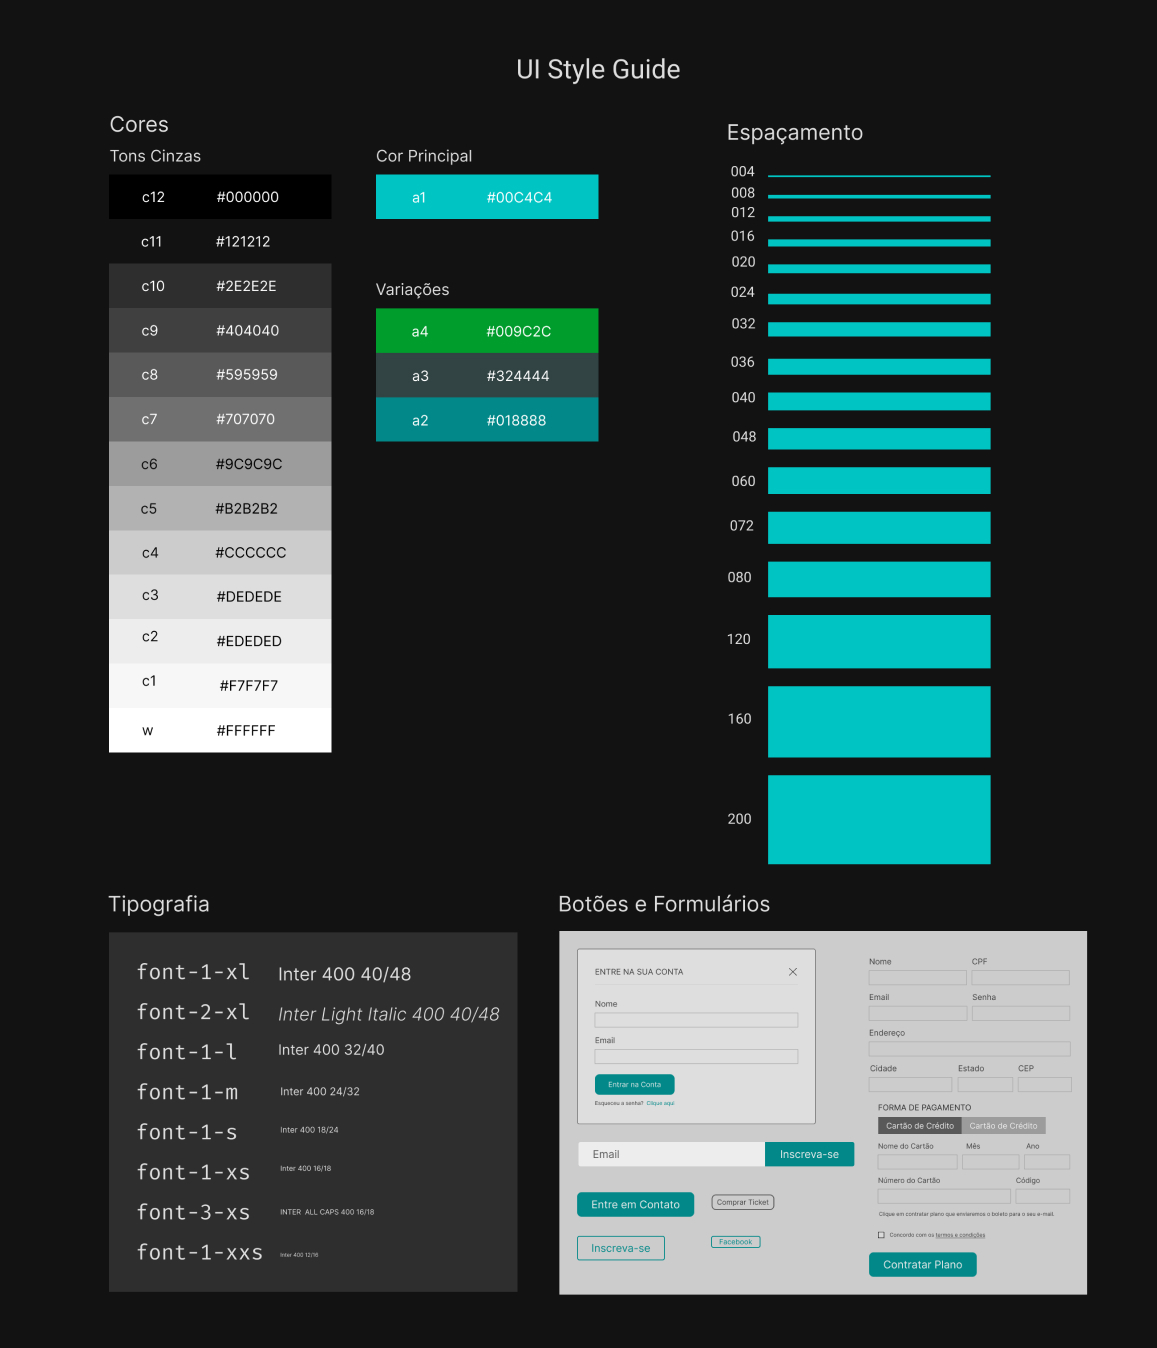 UI Style Guide
Cores
Tons Cinzas
c12 #000000
c11 #121212
c10 #2E2E2E
c9 #404040
c8 #595959
c7 #707070
c6 #9C9C9C
c5 #B2B2B2
c4 #CCCCCC
c3 #DEDEDE
c2 #EDEDED
c1 #F7F7F7
w #FFFFFF
Cor Principal
a1 #00C4C4
Variações
a4 #009C2C
a3 #324444
a2 #018888
Espaçamento
004
008
012
016
020
024
032
036
040
048
060
072
080
120
160
200
Tipografia
font-1-xl Inter 400 40/48
font-2-xl Inter Light Italic 400 40/48
font-1-l Inter 400 32/40
font-1-m Inter 400 24/32
font-1-s Inter 400 18/24
font-1-xs Inter 400 16/18
font-3-xs INTER ALL CAPS 400 16/18
font-1-xxs Inter 400 12/16
Botões e Formulários
ENTRE NA SUA CONTA
Nome
Email
Entrar na Conta
Esqueceu a senha? Clique aqui
Email Inscreva-se
Entre em Contato Comprar Ticket
Inscreva-se Facebook
Nome CPF
Email Senha
Endereço
Cidade Estado CEP
FORMA DE PAGAMENTO
Cartão de Crédito Cartão de Crédito
Nome do Cartão Mês Ano
Número do Cartão Código
Clique em contratar plano que enviaremos o boleto para o seu e-mail.
Concordo com os termos e condições
Contratar Plano